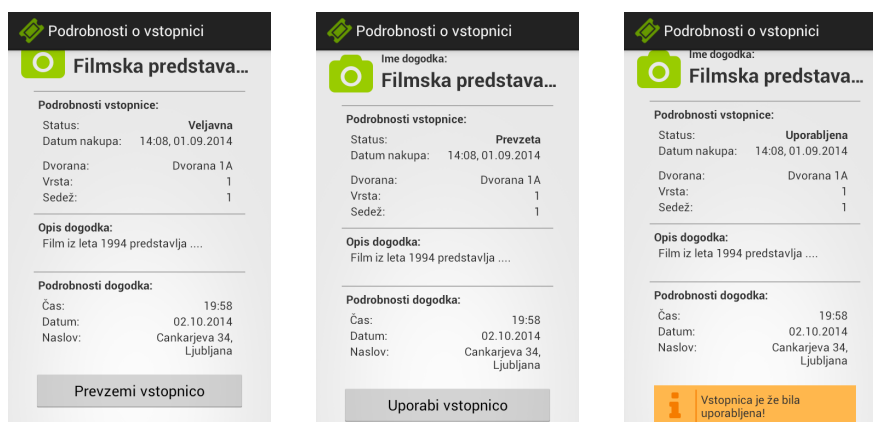 Podrobnosti o vstopnici
Filmska predstava...
Podrobnosti vstopnice:
Status: Veljavna
Datum nakupa: 14:08, 01.09.2014
Dvorana: Dvorana 1A
Vrsta: 1
Sedež: 1
Opis dogodka:
Film iz leta 1994 predstavlja ....
Podrobnosti dogodka:
Čas: 19:58
Datum: 02.10.2014
Naslov: Cankarjeva 34,
Ljubljana
Prevzemi vstopnico
Podrobnosti o vstopnici
Ime dogodka:
Filmska predstava...
Podrobnosti vstopnice:
Status: Prevzeta
Datum nakupa: 14:08, 01.09.2014
Dvorana: Dvorana 1A
Vrsta: 1
Sedež: 1
Opis dogodka:
Film iz leta 1994 predstavlja ....
Podrobnosti dogodka:
Čas: 19:58
Datum: 02.10.2014
Naslov: Cankarjeva 34,
Ljubljana
Uporabi vstopnico
Podrobnosti o vstopnici
Ime dogodka:
Filmska predstava...
Podrobnosti vstopnice:
Status: Uporabljena
Datum nakupa: 14:08, 01.09.2014
Dvorana: Dvorana 1A
Vrsta: 1
Sedež: 1
Opis dogodka:
Film iz leta 1994 predstavlja ....
Podrobnosti dogodka:
Čas: 19:58
Datum: 02.10.2014
Naslov: Cankarjeva 34,
Ljubljana
Vstopnica je že bila
uporabljena!